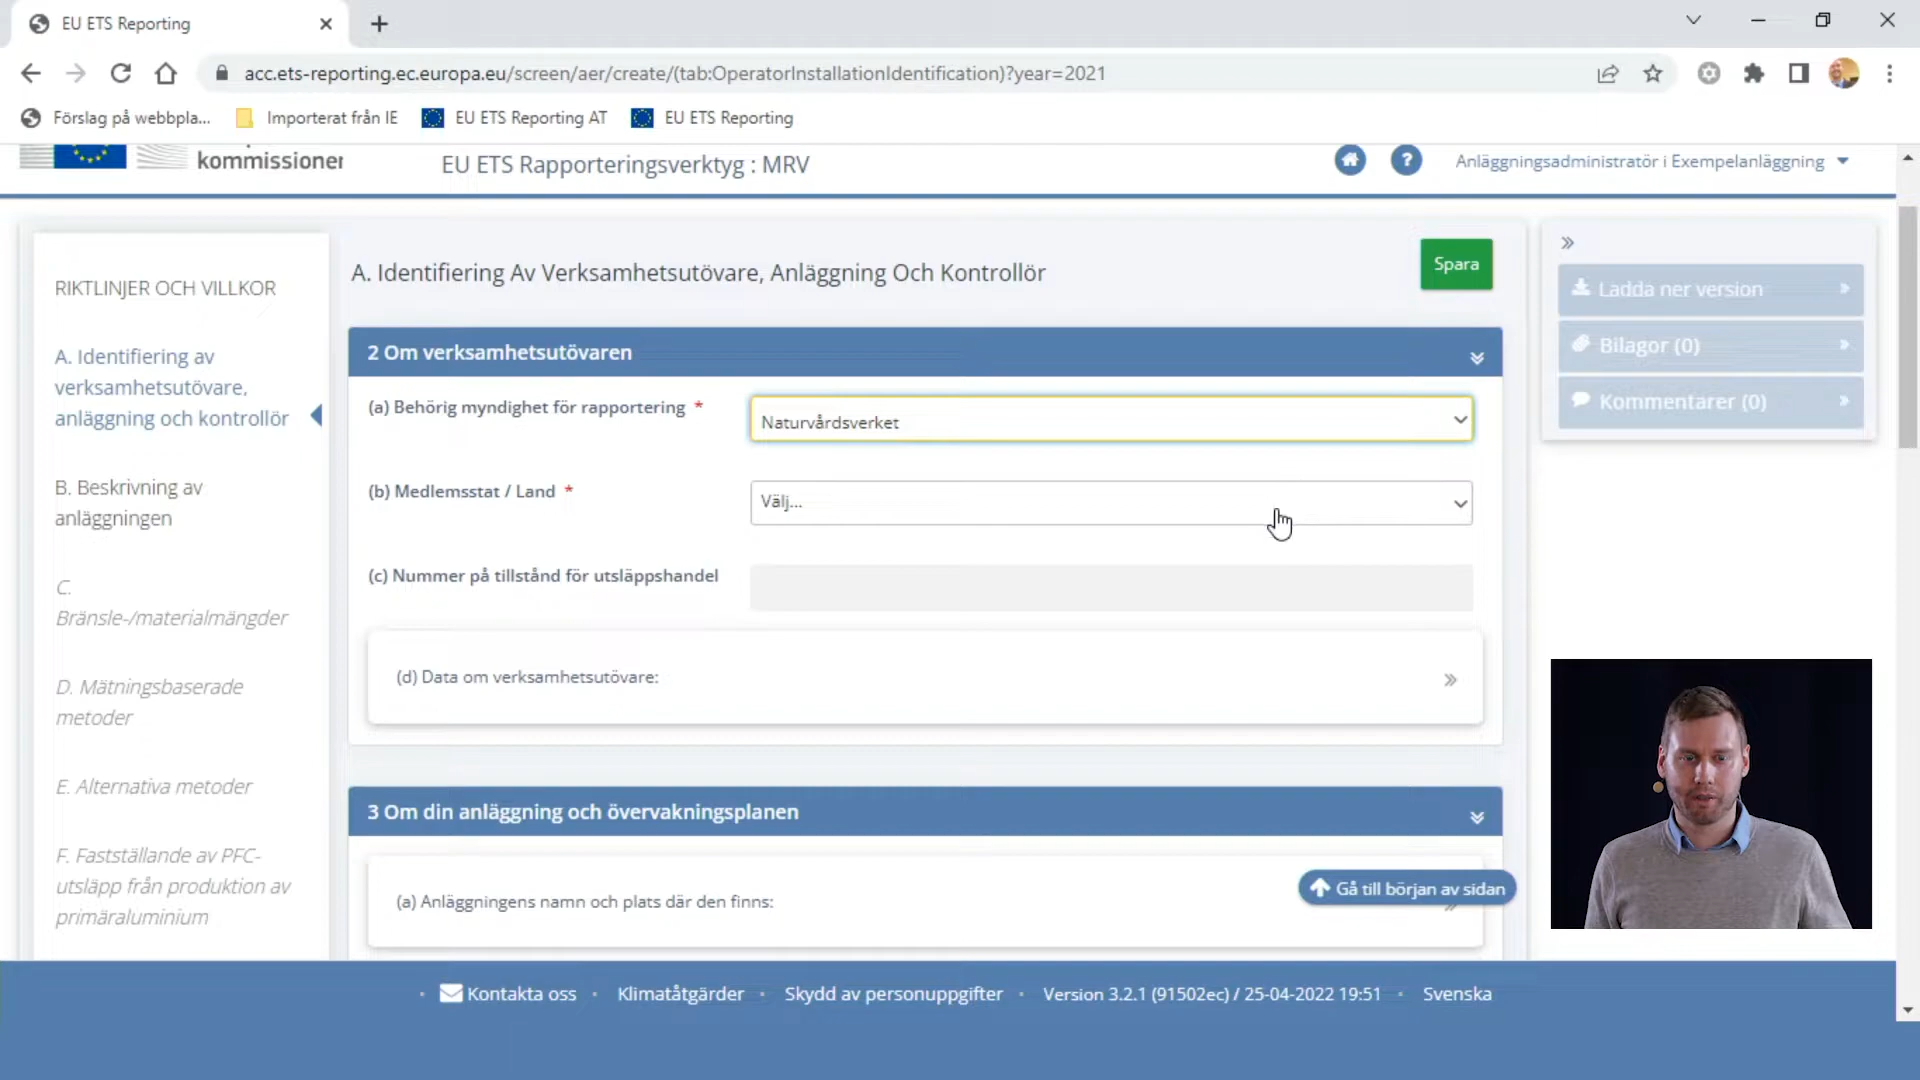 EU ETS Reporting
acc.ets-reporting.ec.europa.eu/screen/aer/create/(tab:OperatorInstallationIdentification)?year=2021
Förslag på webbpla...
Importerat från IE
EU ETS Reporting AT
EU ETS Reporting
kommissionen
EU ETS Rapporteringsverktyg : MRV
Anläggningsadministratör i Exempelanläggning
RIKTLINJER OCH VILLKOR
A. Identifiering av
verksamhetsutövare,
anläggning och kontrollör
B. Beskrivning av
anläggningen
C.
Bränsle-/materialmängder
D. Mätningsbaserade
metoder
E. Alternativa metoder
F. Fastställande av PFC-
utsläpp från produktion av
primäraluminium
A. Identifiering Av Verksamhetsutövare, Anläggning Och Kontrollör
Spara
2 Om verksamhetsutövaren
(a) Behörig myndighet för rapportering *
Naturvårdsverket
(b) Medlemsstat / Land *
Välj...
(c) Nummer på tillstånd för utsläppshandel
(d) Data om verksamhetsutövare:
3 Om din anläggning och övervakningsplanen
(a) Anläggningens namn och plats där den finns:
Gå till början av sidan
Ladda ner version
Bilagor (0)
Kommentarer (0)
Kontakta oss
Klimatåtgärder
Skydd av personuppgifter
Version 3.2.1 (91502ec) / 25-04-2022 19:51
Svenska